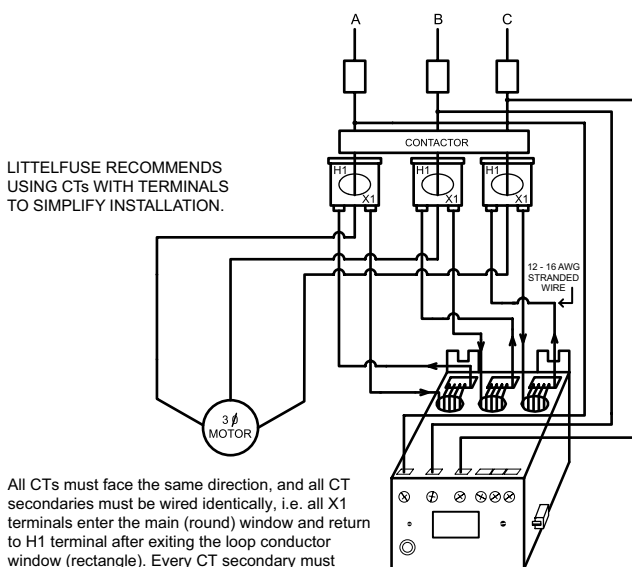 A B C
CONTACTOR
LITTELFUSE RECOMMENDS
USING CTs WITH TERMINALS
TO SIMPLIFY INSTALLATION.
H1 H1 H1
X1 X1 X1
12 - 16 AWG
STRANDED
WIRE
3 ϕ
MOTOR
All CTs must face the same direction, and all CT
secondaries must be wired identically, i.e. all X1
terminals enter the main (round) window and return
to H1 terminal after exiting the loop conductor
window (rectangle). Every CT secondary must